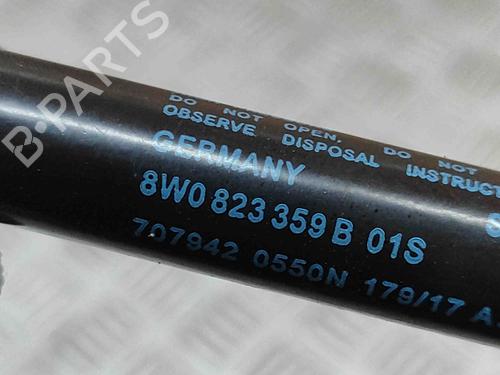 B-PARTS
DO NOT OPEN, DO NOT
OBSERVE DISPOSAL INSTRUCT
GERMANY
8W0 823 359 B 01S
707942 0550N 179/17 A